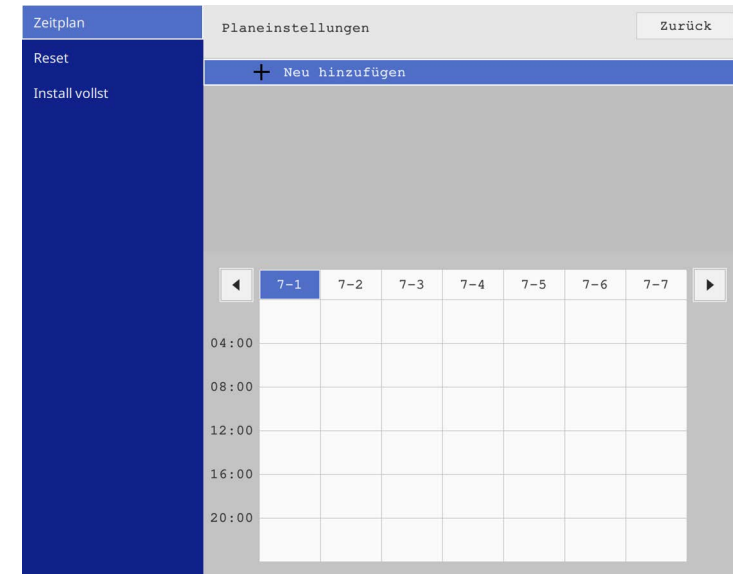 Zeitplan
Reset
Install vollst
Planeinstellungen
Zurück
Neu hinzufügen
7-1 7-2 7-3 7-4 7-5 7-6 7-7
04:00
08:00
12:00
16:00
20:00